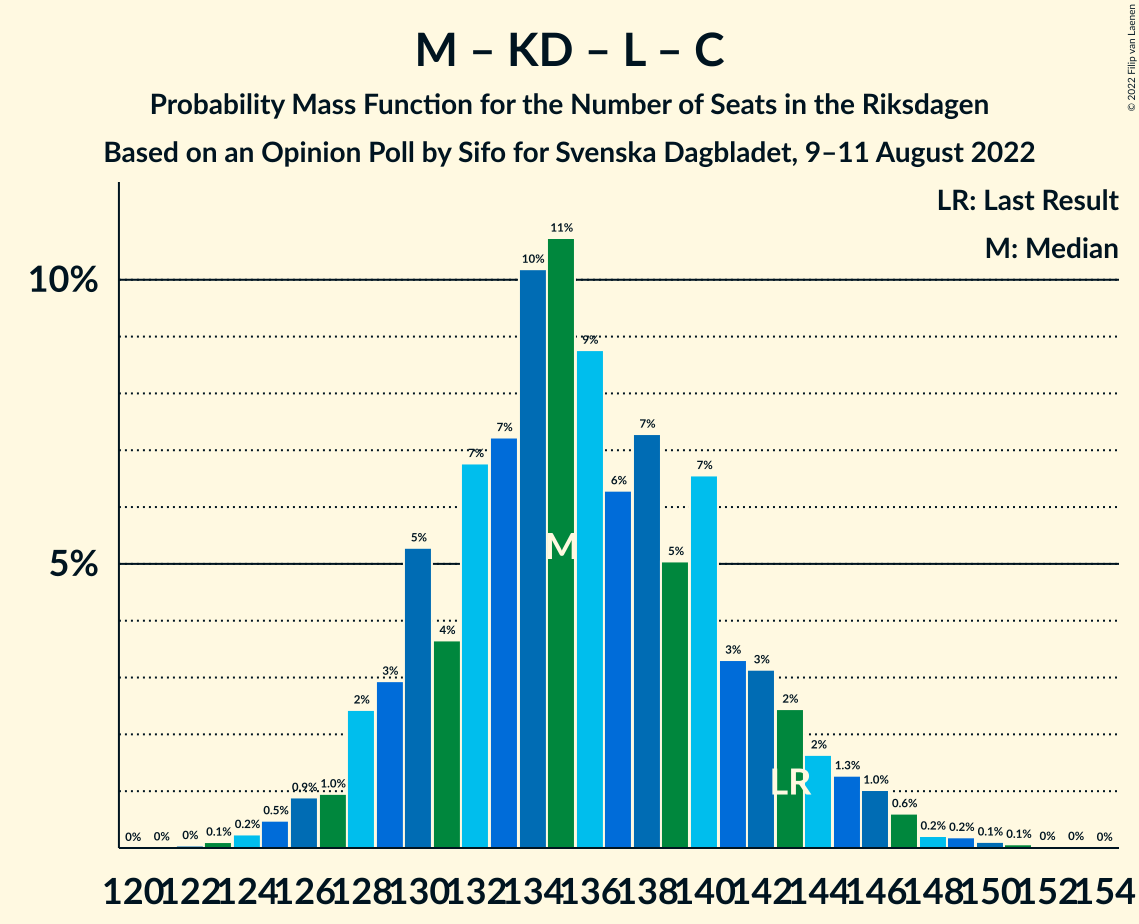 M – KD – L – C
Probability Mass Function for the Number of Seats in the Riksdagen
Based on an Opinion Poll by Sifo for Svenska Dagbladet, 9–11 August 2022
© 2022 Filip van Laenen
LR: Last Result
M: Median
10%
5%
0% 0% 0% 0.1% 0.2% 0.5% 0.9% 1.0% 2% 3% 5% 4% 7% 7% 10% 11% 9% 6% 7% 5% 7% 3% 3% 2% 2% 1.3% 1.0% 0.6% 0.2% 0.2% 0.1% 0.1% 0% 0% 0%
M
LR
120 122 124 126 128 130 132 134 136 138 140 142 144 146 148 150 152 154